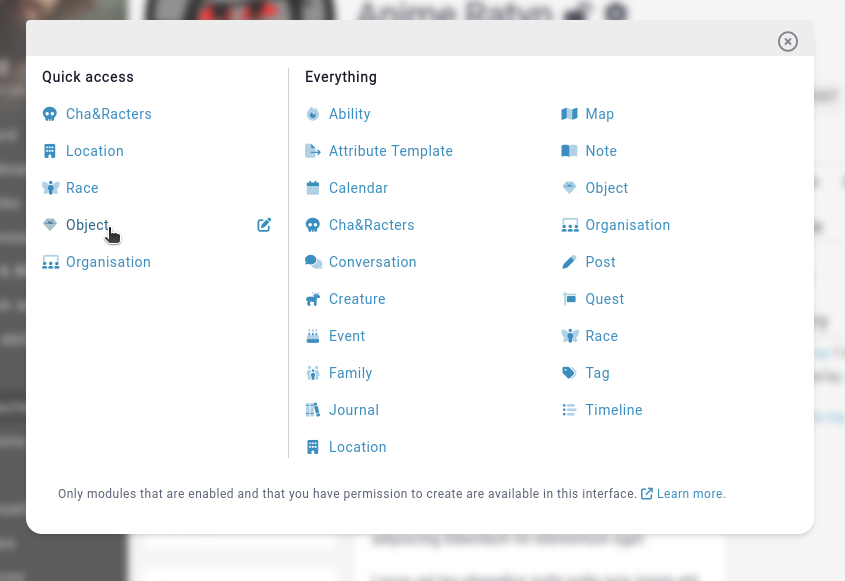 Anime Ratyn
Quick access
Cha&Racters
Location
Race
Object
Organisation
Everything
Ability
Attribute Template
Calendar
Cha&Racters
Conversation
Creature
Event
Family
Journal
Location
Map
Note
Object
Organisation
Post
Quest
Race
Tag
Timeline
Only modules that are enabled and that you have permission to create are available in this interface. Learn more.